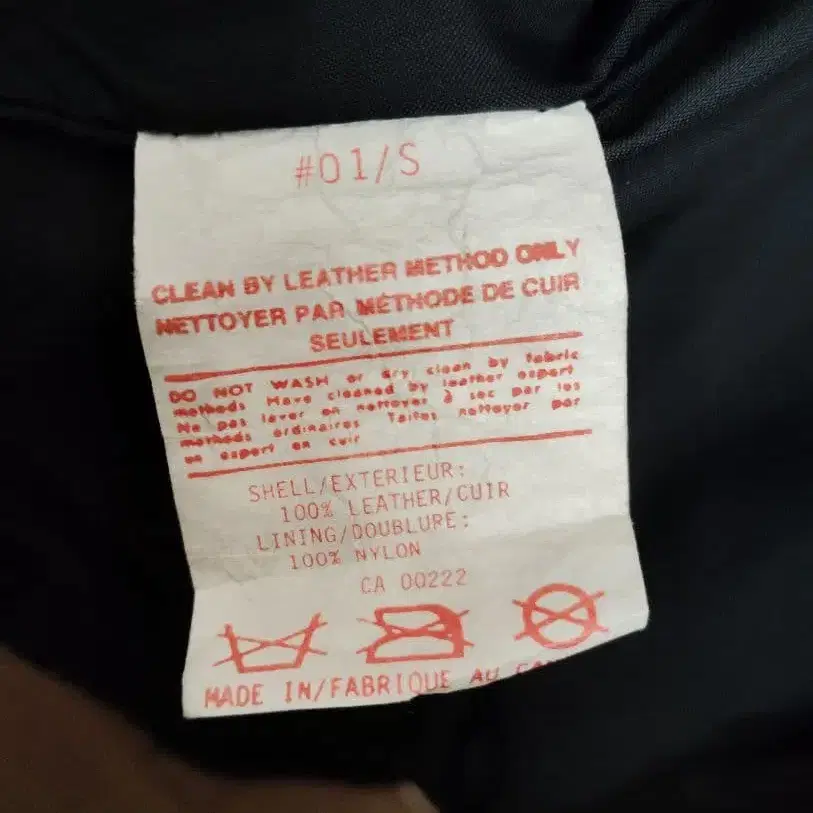 #01/S
CLEAN BY LEATHER METHOD ONLY
NETTOYER PAR MÉTHODE DE CUIR
SEULEMENT
DO NOT WASH or dry clean by fabric
methods Have cleaned by leather expert
Ne pas laver en nettoyer à sec par les
methods ordinaires Taites nettoyer par
un expert en cuir
SHELL/EXTERIEUR:
100% LEATHER/CUIR
LINING/DOUBLURE:
100% NYLON
CA 00222
MADE IN/FABRIQUE AU